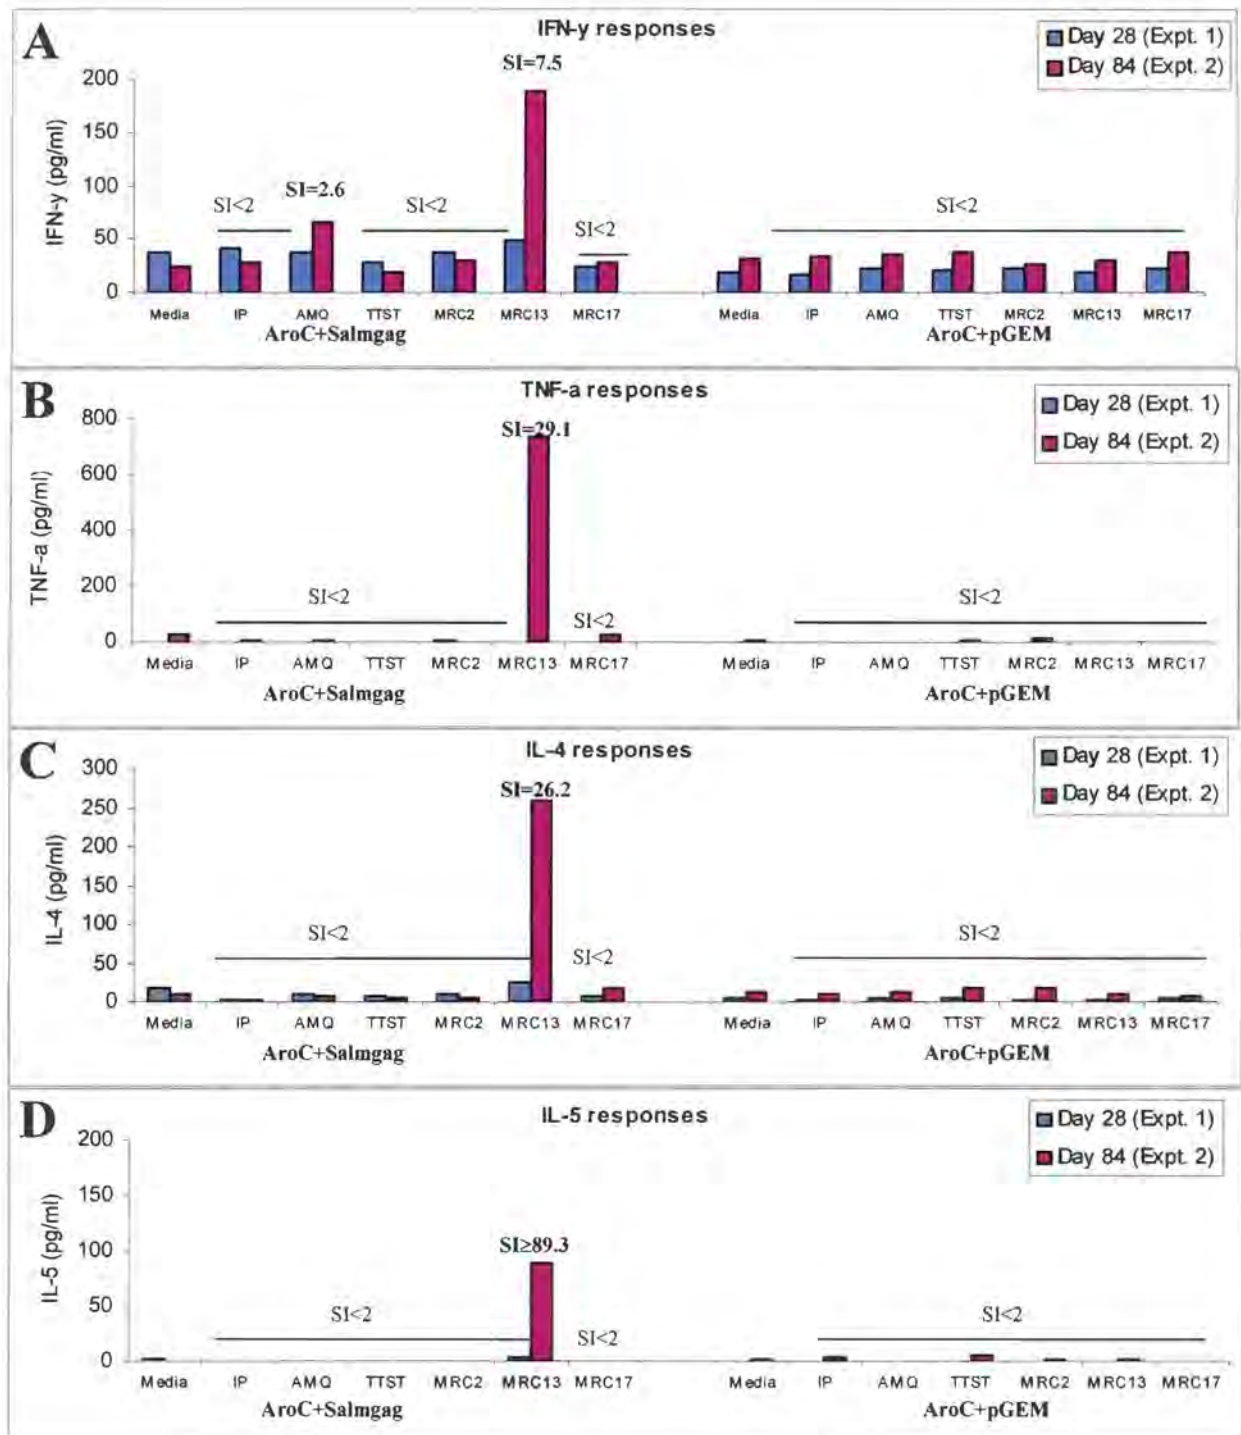 A
IFN-y responses
Day 28 (Expt. 1)
Day 84 (Expt. 2)
SI=7.5
200
150
100
50
0
IFN-y (pg/ml)
SI<2
SI=2.6
SI<2
SI<2
SI<2
Media IP AMQ TTST MRC2 MRC13 MRC17 Media IP AMQ TTST MRC2 MRC13 MRC17
AroC+Salmgag AroC+pGEM
B
TNF-a responses
Day 28 (Expt. 1)
Day 84 (Expt. 2)
SI=29.1
800
600
400
200
0
TNF-a (pg/ml)
SI<2
SI<2
SI<2
Media IP AMQ TTST MRC2 MRC13 MRC17 Media IP AMQ TTST MRC2 MRC13 MRC17
AroC+Salmgag AroC+pGEM
C
IL-4 responses
Day 28 (Expt. 1)
Day 84 (Expt. 2)
SI=26.2
300
250
200
150
100
50
0
IL-4 (pg/ml)
SI<2
SI<2
SI<2
Media IP AMQ TTST MRC2 MRC13 MRC17 Media IP AMQ TTST MRC2 MRC13 MRC17
AroC+Salmgag AroC+pGEM
D
IL-5 responses
Day 28 (Expt. 1)
Day 84 (Expt. 2)
SI≥89.3
200
150
100
50
0
IL-5 (pg/ml)
SI<2
SI<2
SI<2
Media IP AMQ TTST MRC2 MRC13 MRC17 Media IP AMQ TTST MRC2 MRC13 MRC17
AroC+Salmgag AroC+pGEM